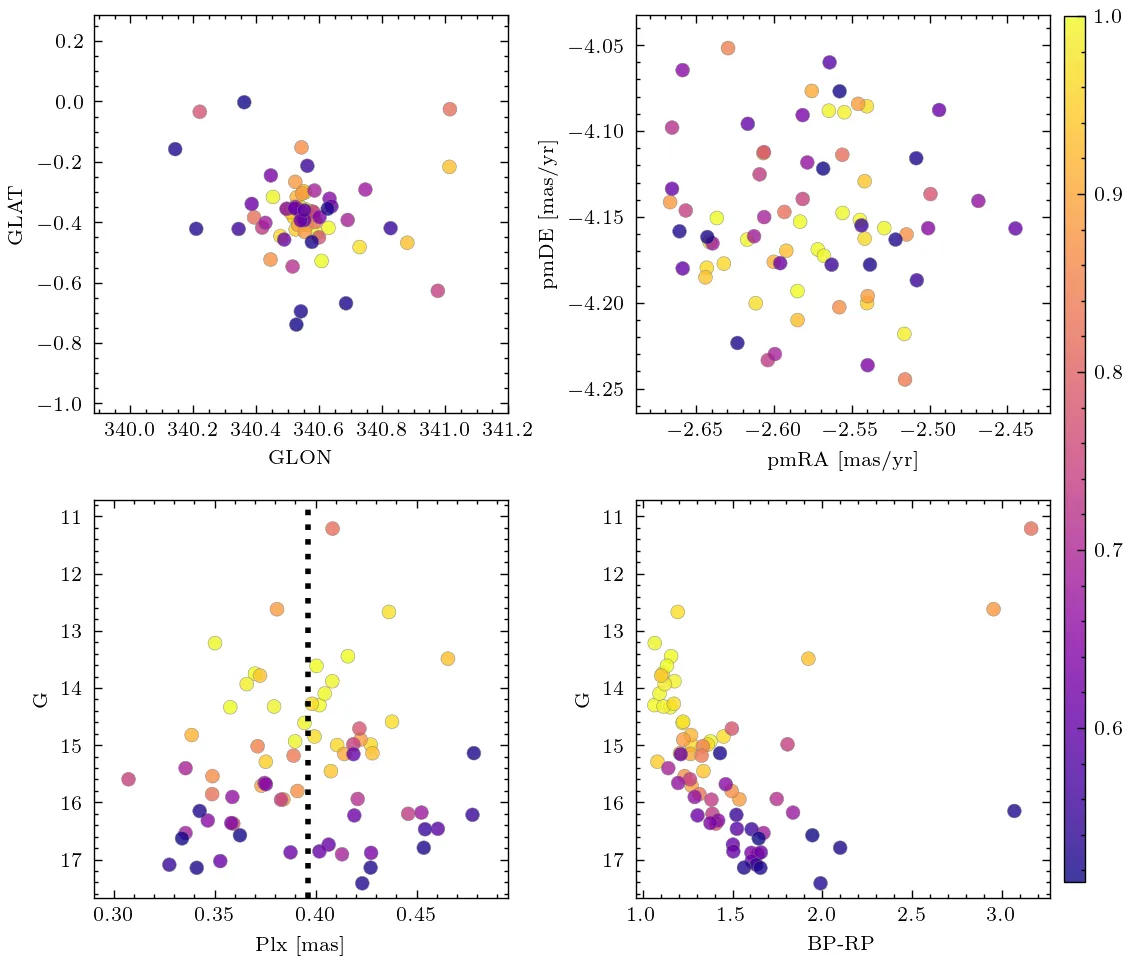 0.2
0.0
−0.2
−0.4
−0.6
−0.8
−1.0
GLAT
340.0 340.2 340.4 340.6 340.8 341.0 341.2
GLON
−4.05
−4.10
−4.15
−4.20
−4.25
pmDE [mas/yr]
−2.65 −2.60 −2.55 −2.50 −2.45
pmRA [mas/yr]
1.0
0.9
0.8
0.7
0.6
11
12
13
14
15
16
17
G
0.30 0.35 0.40 0.45
Plx [mas]
11
12
13
14
15
16
17
G
1.0 1.5 2.0 2.5 3.0
BP-RP